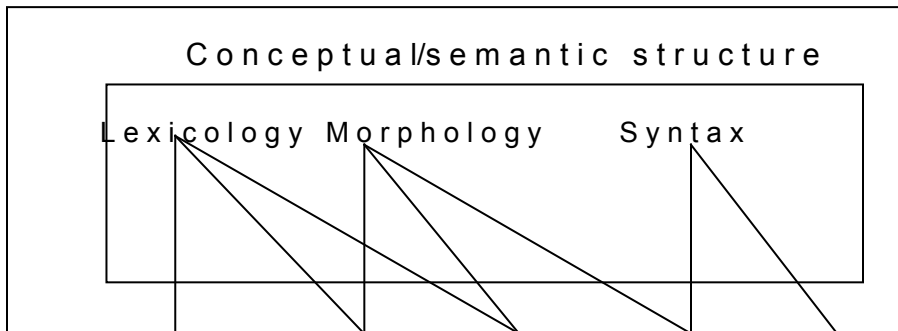 Conceptual/semantic structure
Lexicology Morphology Syntax